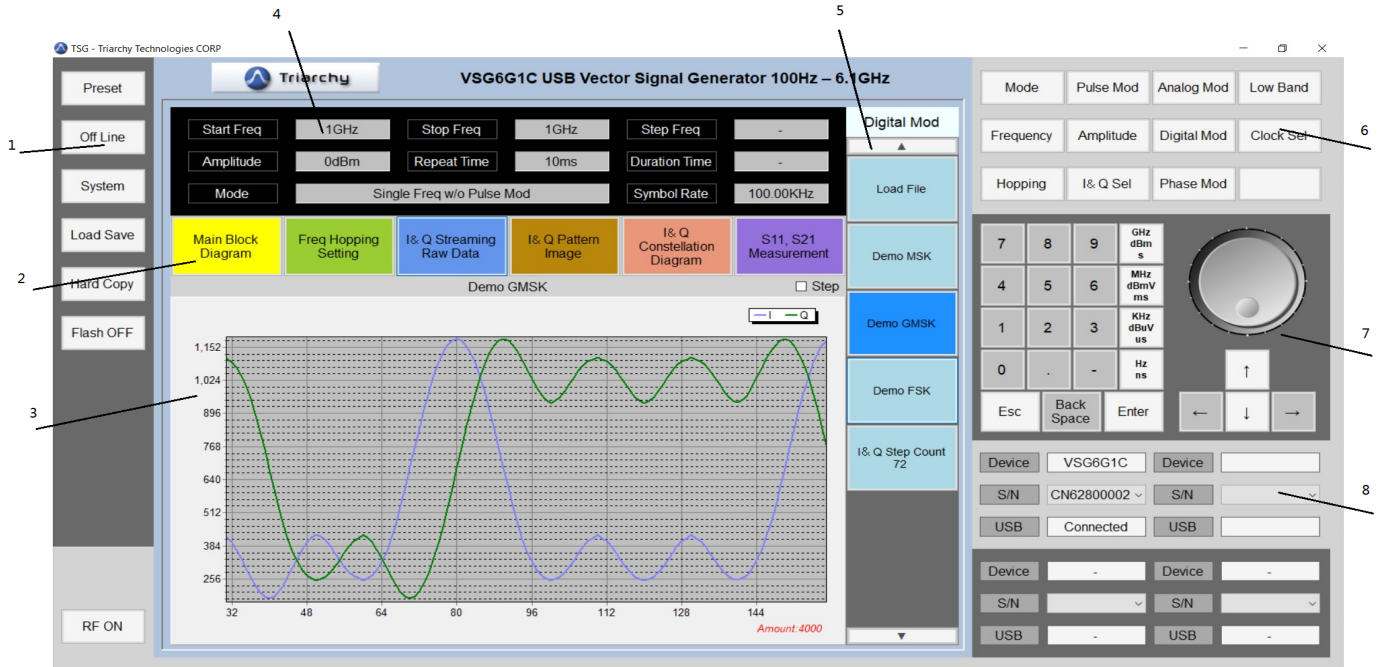 4
5
TSG - Triarchy Technologies CORP
Preset
Off Line
1
System
Load Save
2
Hard Copy
Flash OFF
3
RF ON
Triarchy
VSG6G1C USB Vector Signal Generator 100Hz – 6.1GHz
Start Freq 1GHz Stop Freq 1GHz Step Freq -
Amplitude 0dBm Repeat Time 10ms Duration Time -
Mode Single Freq w/o Pulse Mod Symbol Rate 100.00KHz
Main Block
Diagram
Freq Hopping
Setting
I& Q Streaming
Raw Data
I& Q Pattern
Image
I& Q
Constellation
Diagram
S11, S21
Measurement
Demo GMSK Step
I Q
1,152
1,024
896
768
640
512
384
256
32 48 64 80 96 112 128 144
Amount:4000
Digital Mod
▲
Load File
Demo MSK
Demo GMSK
Demo FSK
I& Q Step Count
72
▼
Mode Pulse Mod Analog Mod Low Band
Frequency Amplitude Digital Mod Clock Sel
6
Hopping I& Q Sel Phase Mod
7 8 9
GHz
dBm
s
4 5 6
MHz
dBmV
ms
1 2 3
KHz
dBuV
us
7
0 . -
Hz
ns
↑
Esc
Back
Space
Enter
← ↓ →
Device VSG6G1C Device
S/N CN62800002 S/N
8
USB Connected USB
Device - Device -
S/N S/N
USB - USB -